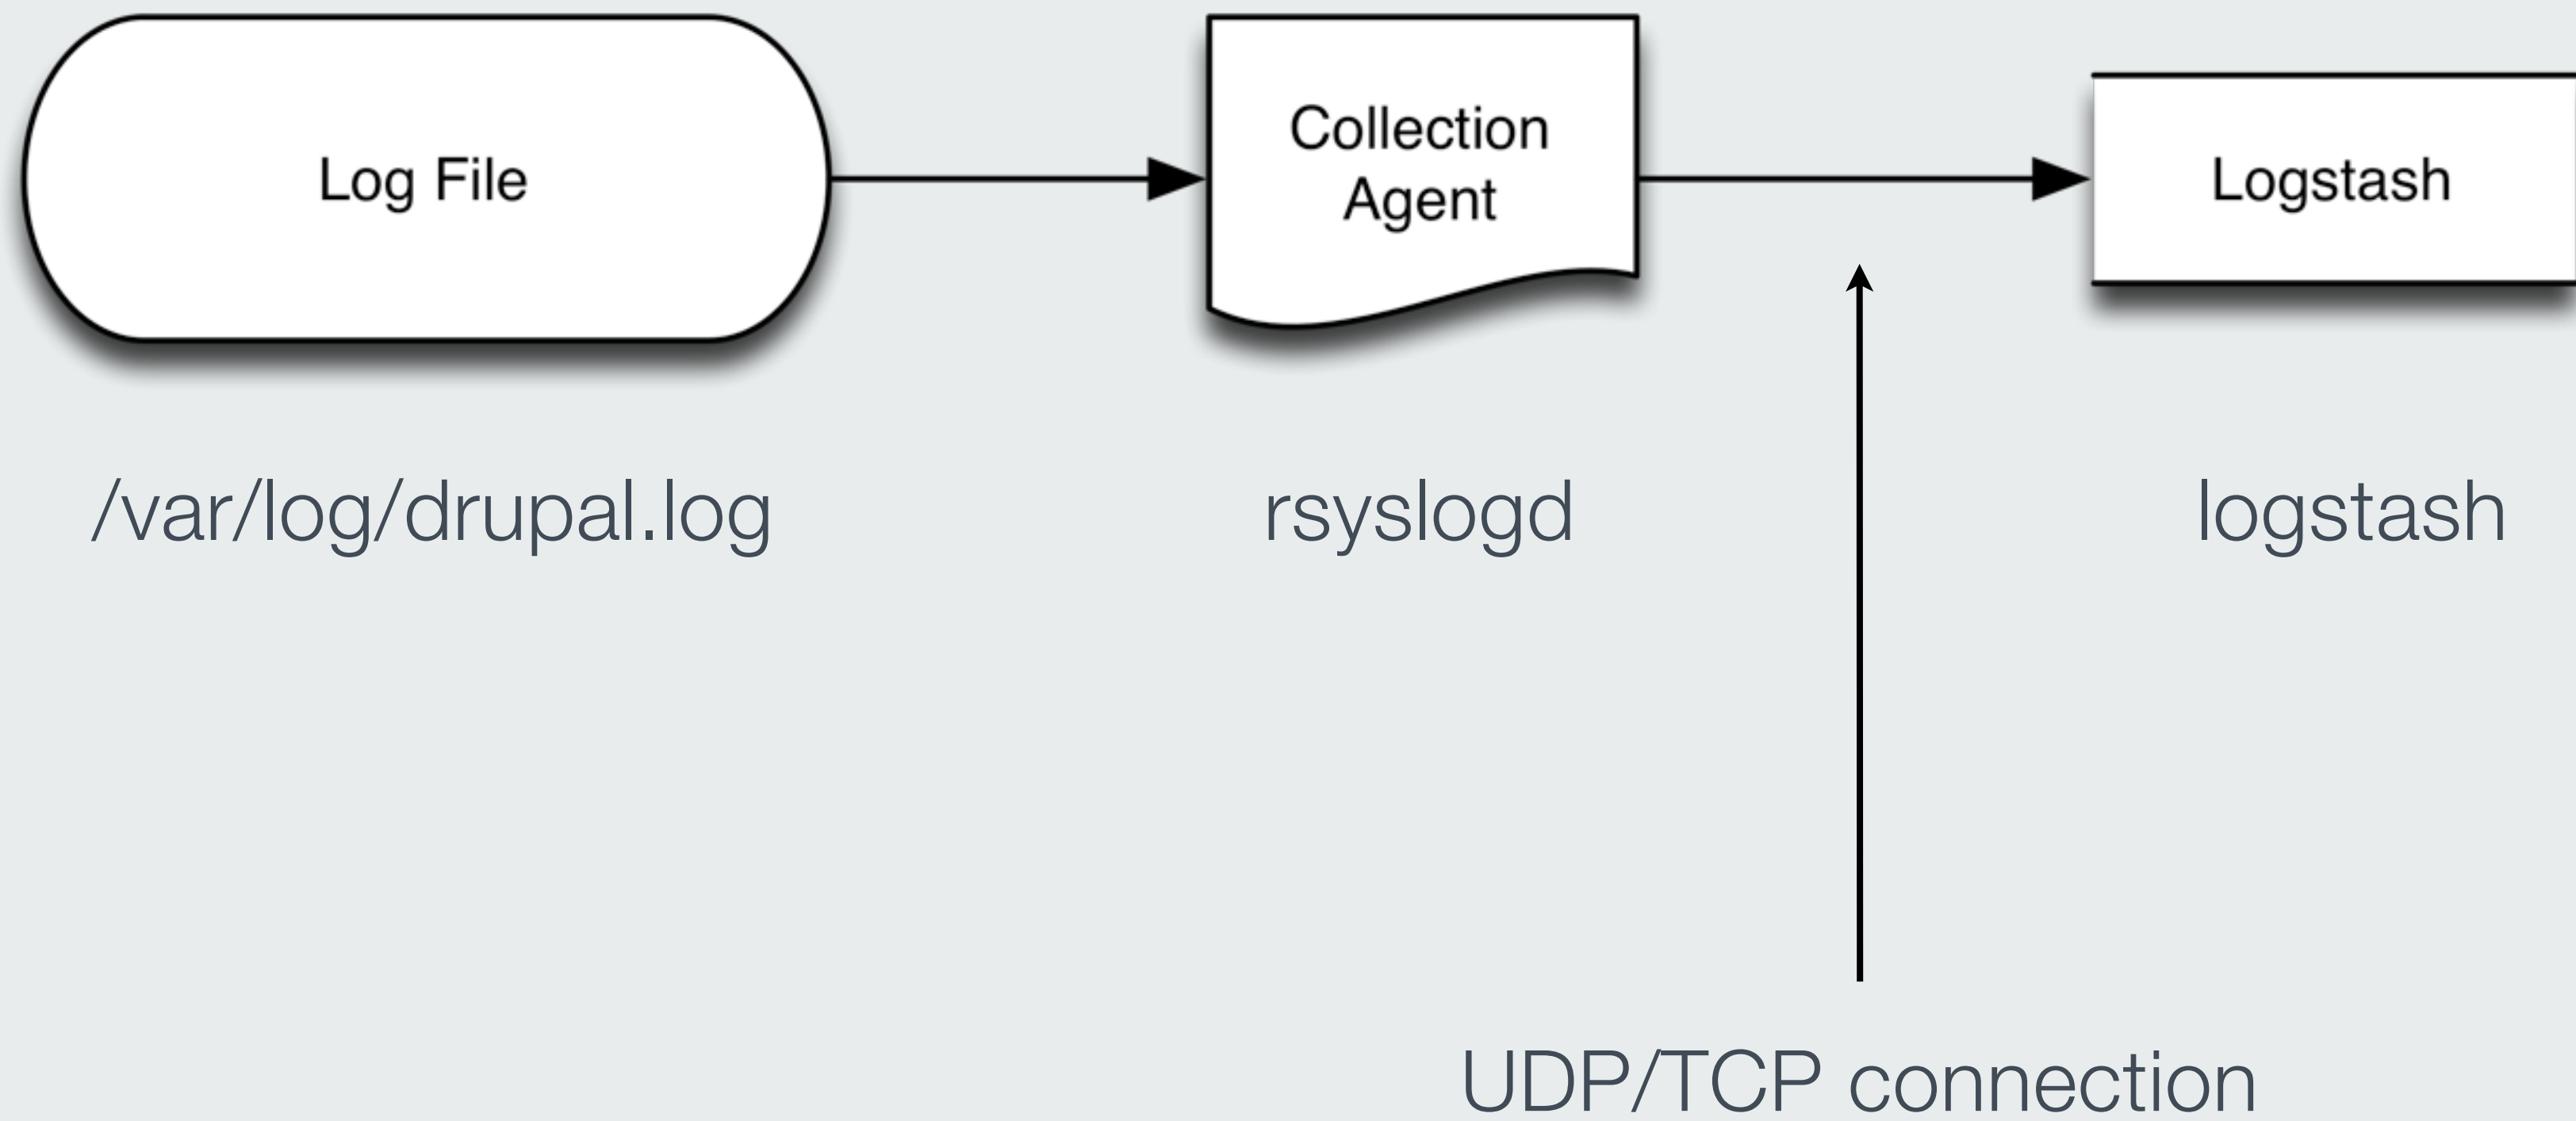 Log File
Collection
Agent
Logstash
/var/log/drupal.log
rsyslogd
logstash
UDP/TCP connection